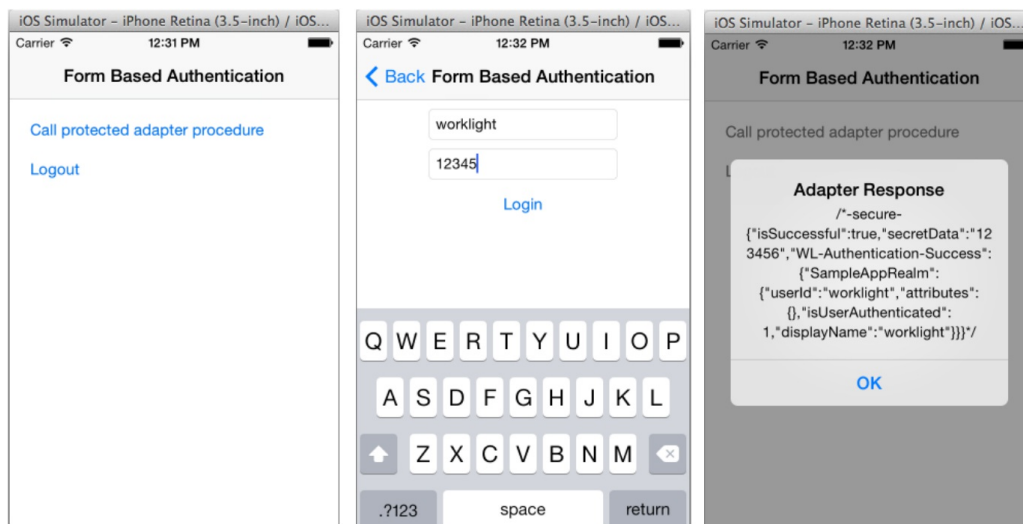 iOS Simulator – iPhone Retina (3.5-inch) / iOS...
Carrier 12:31 PM
Form Based Authentication
Call protected adapter procedure
Logout
iOS Simulator – iPhone Retina (3.5-inch) / iOS...
Carrier 12:32 PM
Back Form Based Authentication
worklight
12345
Login
Q W E R T Y U I O P
A S D F G H J K L
Z X C V B N M
.?123 space return
iOS Simulator – iPhone Retina (3.5-inch) / iOS...
Carrier 12:32 PM
Form Based Authentication
Call protected adapter procedure
L
Adapter Response
/*-secure-
{"isSuccessful":true,"secretData":"12
3456","WL-Authentication-Success":
{"SampleAppRealm":
{"userId":"worklight","attributes":
{},"isUserAuthenticated":
1,"displayName":"worklight"}}}*/
OK